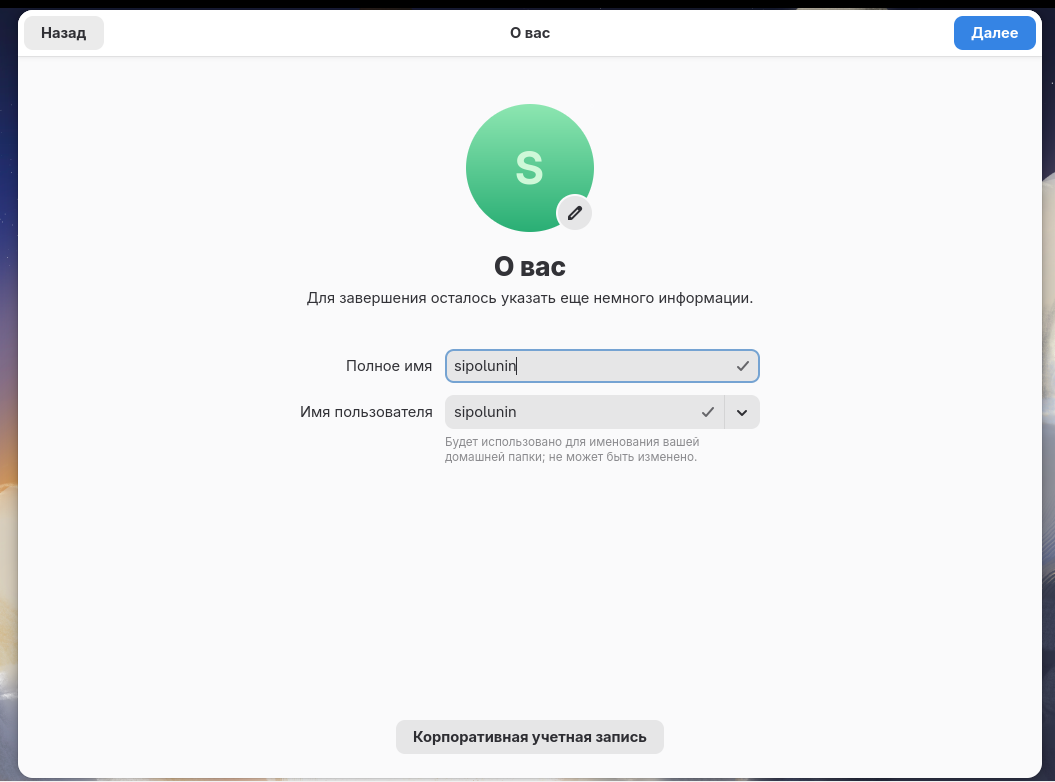 Назад
О вас
Далее
S
О вас
Для завершения осталось указать еще немного информации.
Полное имя
sipolunin
Имя пользователя
sipolunin
Будет использовано для именования вашей
домашней папки; не может быть изменено.
Корпоративная учетная запись